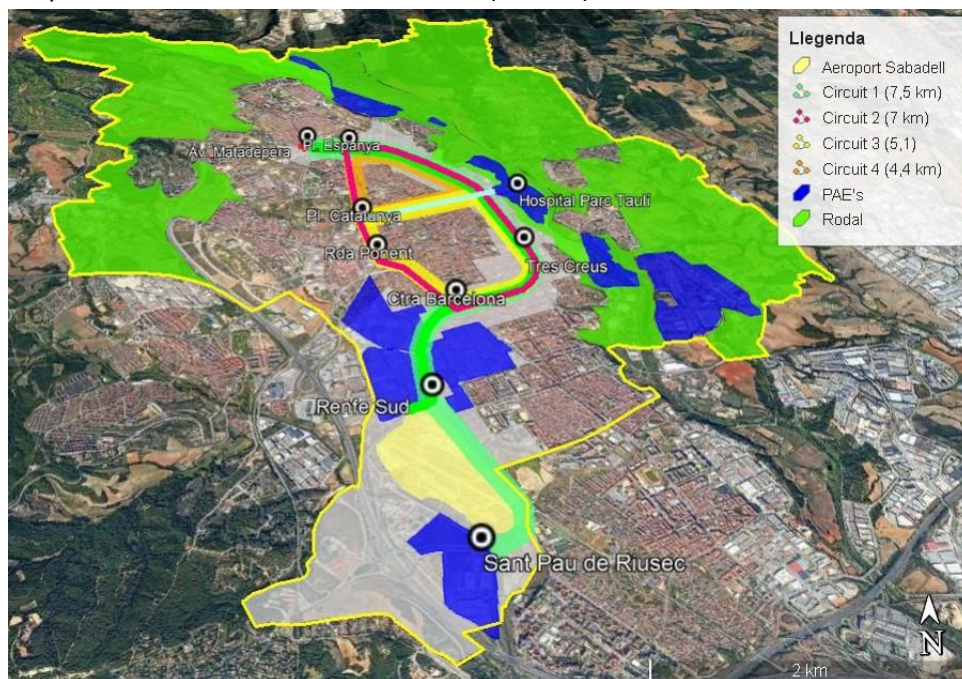 Llegenda
Aeroport Sabadell
Circuit 1 (7,5 km)
Circuit 2 (7 km)
Circuit 3 (5,1)
Circuit 4 (4,4 km)
PAE's
Rodal
Av. Matadepera
Pl. Espanya
Hospital Parc Taulí
Pl. Catalunya
Rda Ponent
Tres Creus
Ctra Barcelona
Renfe Sud
Sant Pau de Riusec
N
2 km